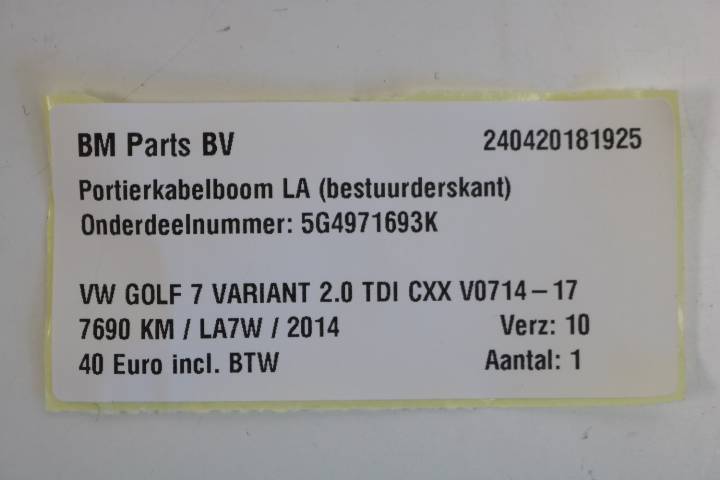 BM Parts BV 240420181925
Portierkabelboom LA (bestuurderskant)
Onderdeelnummer: 5G4971693K
VW GOLF 7 VARIANT 2.0 TDI CXX V0714-17
7690 KM / LA7W / 2014 Verz: 10
40 Euro incl. BTW Aantal: 1